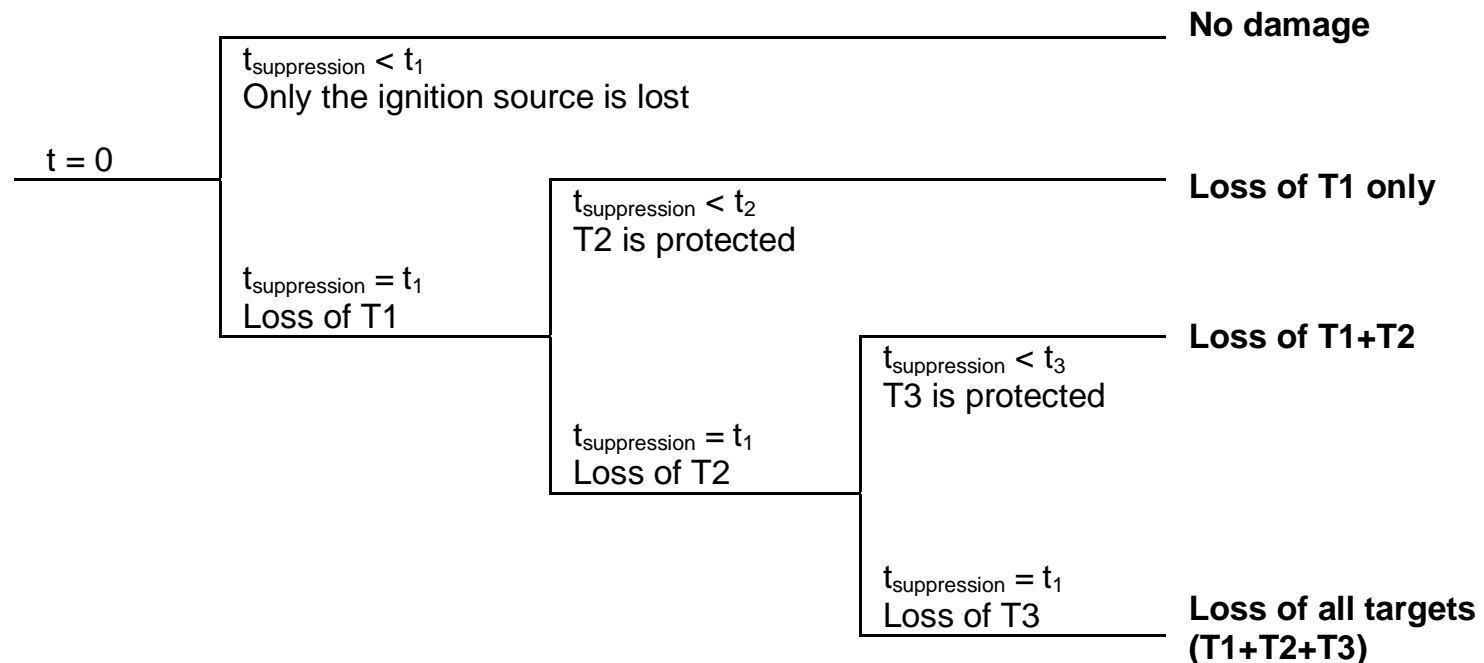 No damage
t_suppression < t_1
Only the ignition source is lost
t = 0
Loss of T1 only
t_suppression < t_2
T2 is protected
t_suppression = t_1
Loss of T1
Loss of T1+T2
t_suppression < t_3
T3 is protected
t_suppression = t_1
Loss of T2
t_suppression = t_1
Loss of T3
Loss of all targets
(T1+T2+T3)